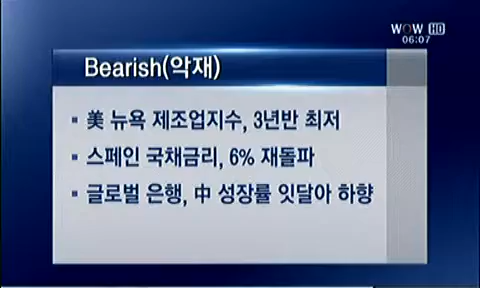 WOW HD
06:07
Bearish(악재)
▪ 美 뉴욕 제조업지수, 3년반 최저
▪ 스페인 국채금리, 6% 재돌파
▪ 글로벌 은행, 中 성장률 잇달아 하향